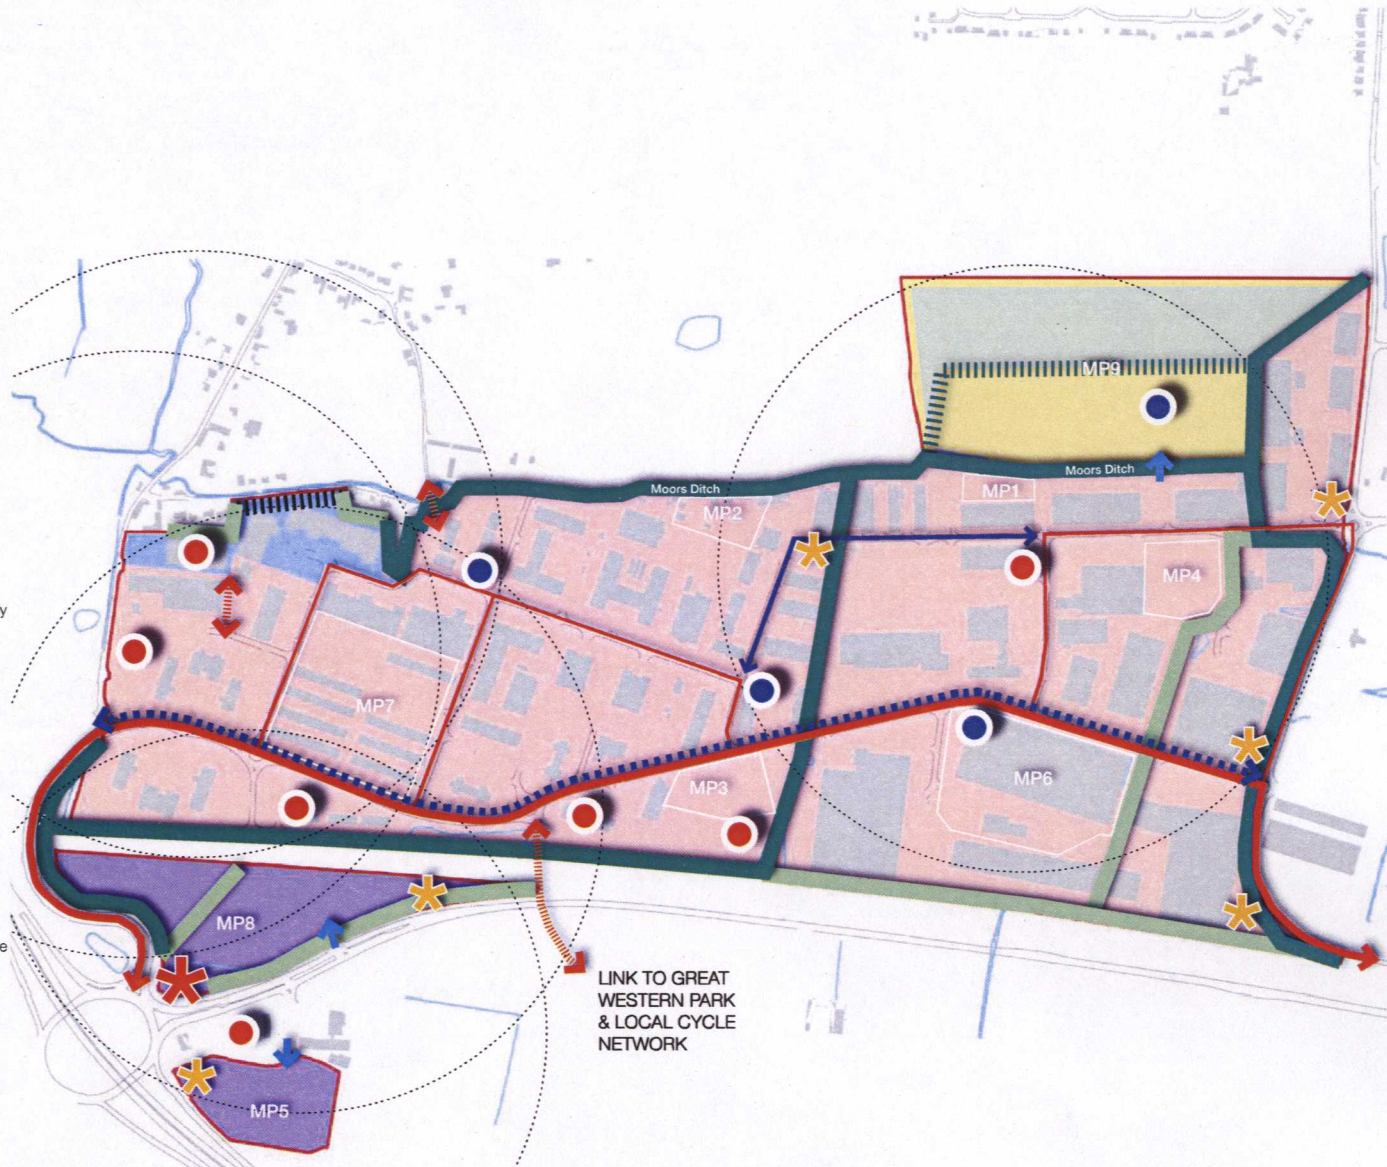 MP9
Moors Ditch
Moors Ditch
MP1
MP2
MP4
y
MP7
MP6
MP3
MP8
e
LINK TO GREAT
WESTERN PARK
& LOCAL CYCLE
NETWORK
MP5